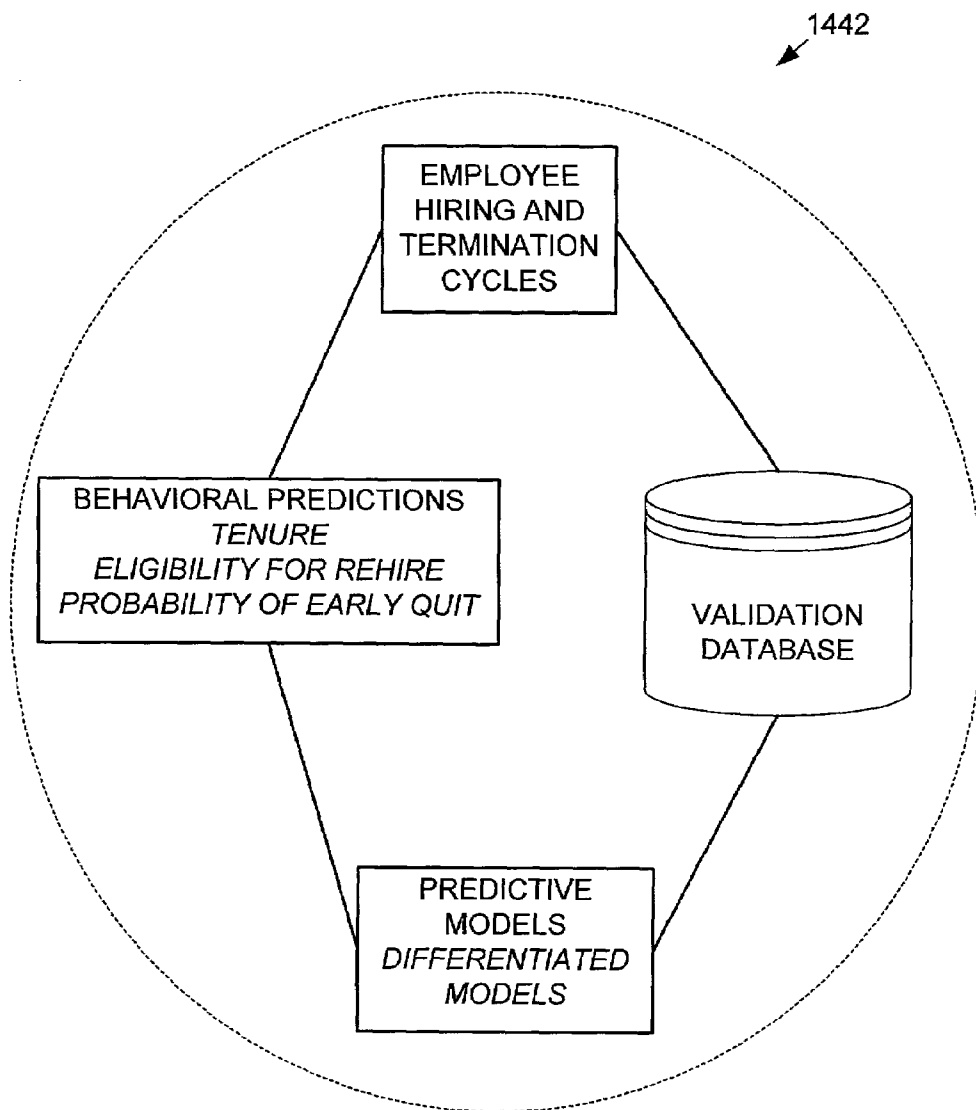 1442
EMPLOYEE
HIRING AND
TERMINATION
CYCLES
BEHAVIORAL PREDICTIONS
TENURE
ELIGIBILITY FOR REHIRE
PROBABILITY OF EARLY QUIT
VALIDATION
DATABASE
PREDICTIVE
MODELS
DIFFERENTIATED
MODELS